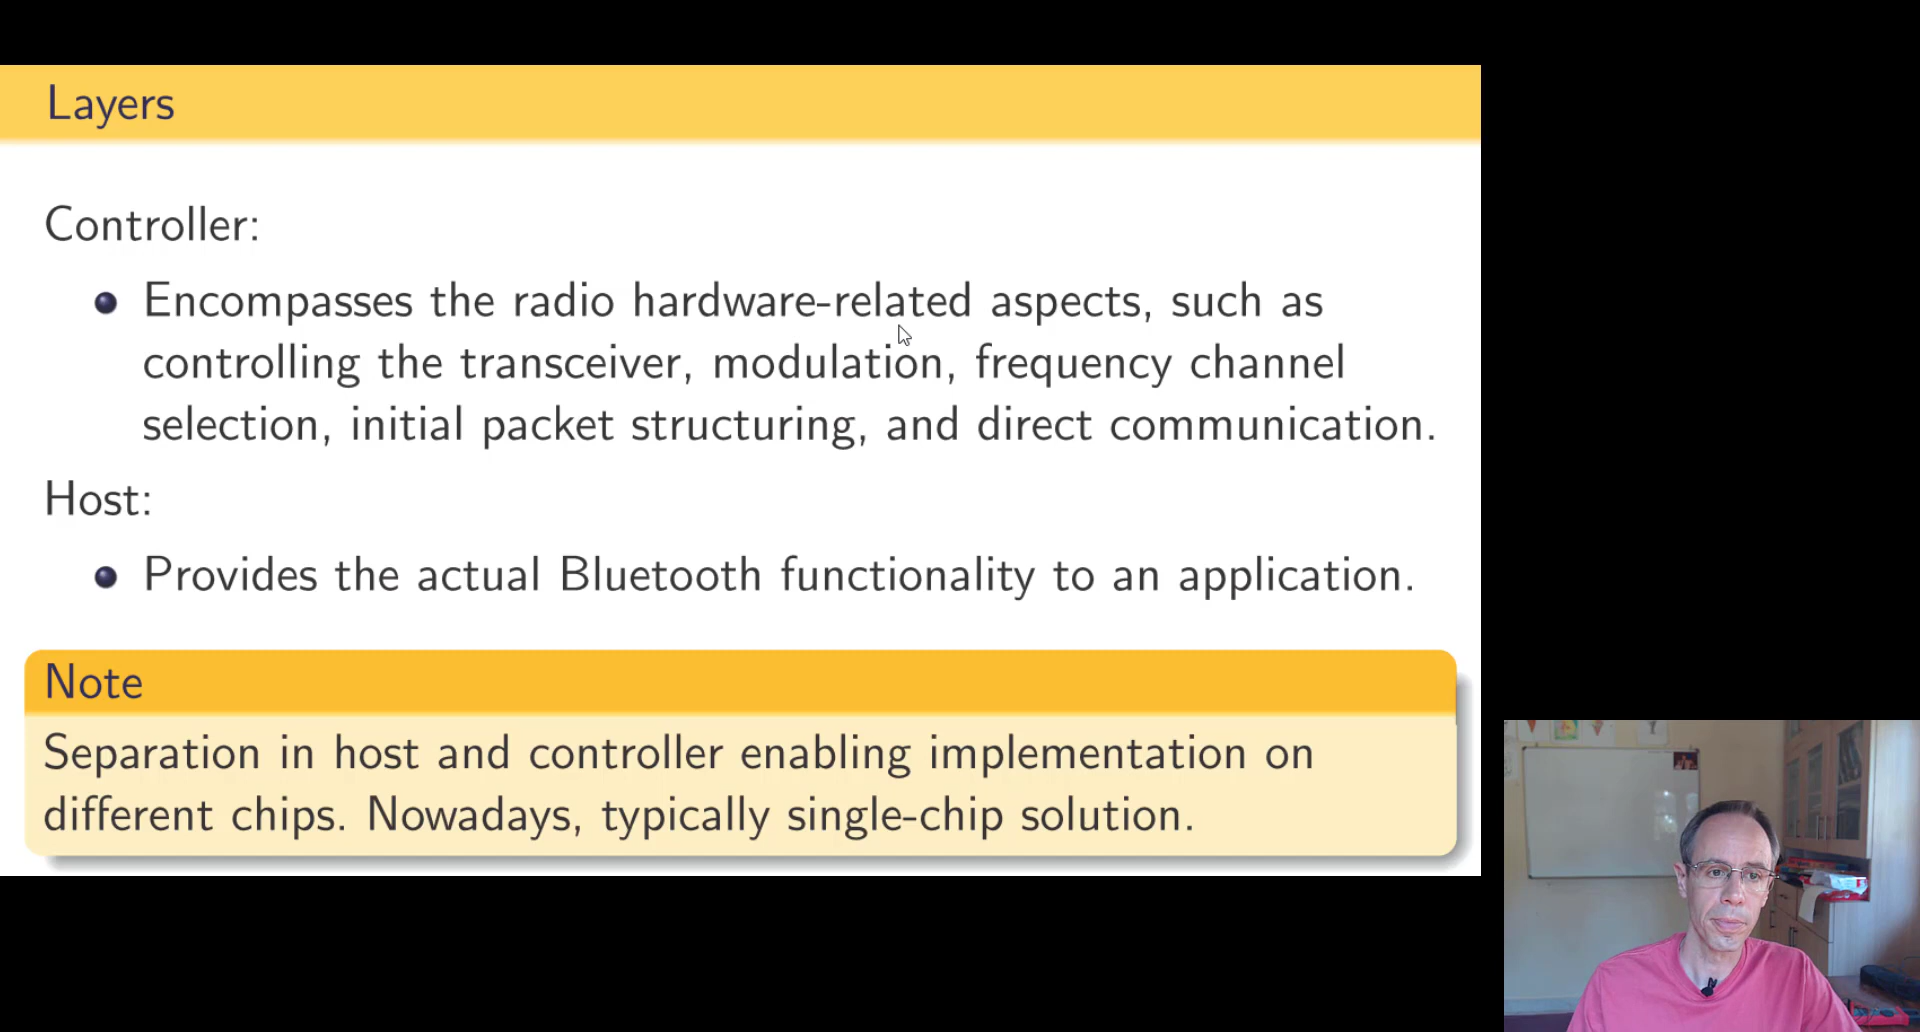 Layers
Controller:
Encompasses the radio hardware-related aspects, such as
controlling the transceiver, modulation, frequency channel
selection, initial packet structuring, and direct communication.
Host:
Provides the actual Bluetooth functionality to an application.
Note
Separation in host and controller enabling implementation on
different chips. Nowadays, typically single-chip solution.